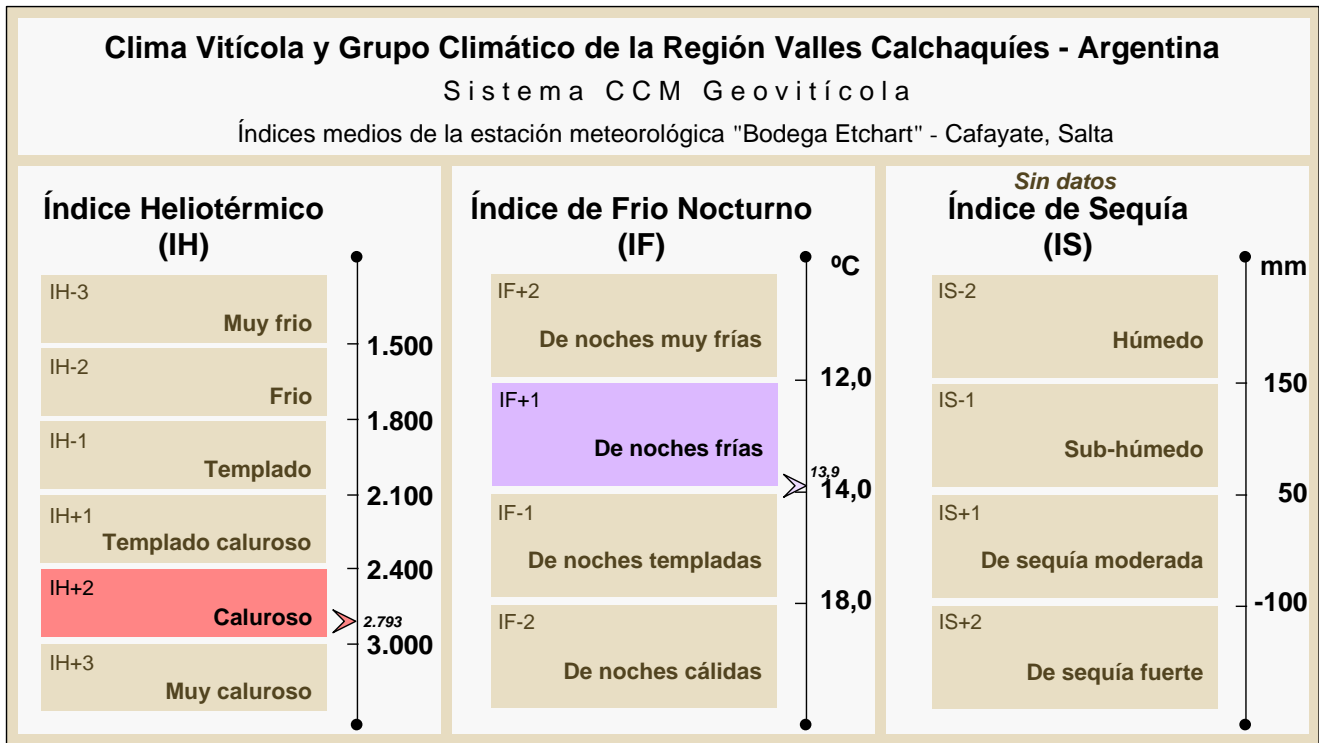 Clima Vitícola y Grupo Climático de la Región Valles Calchaquíes - Argentina
Sistema CCM Geovitícola
Índices medios de la estación meteorológica "Bodega Etchart" - Cafayate, Salta
Índice Heliotérmico
(IH)
IH-3
Muy frio
1.500
IH-2
Frio
1.800
IH-1
Templado
2.100
IH+1
Templado caluroso
2.400
IH+2
Caluroso
2.793
3.000
IH+3
Muy caluroso
Índice de Frio Nocturno
(IF)
ºC
IF+2
De noches muy frías
12,0
IF+1
De noches frías
13,9
14,0
IF-1
De noches templadas
18,0
IF-2
De noches cálidas
Sin datos
Índice de Sequía
(IS)
mm
IS-2
Húmedo
150
IS-1
Sub-húmedo
50
IS+1
De sequía moderada
-100
IS+2
De sequía fuerte